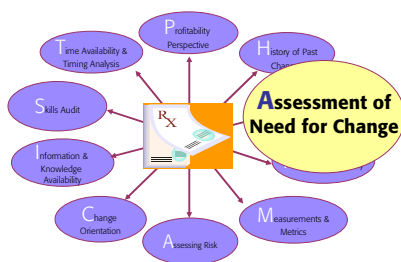 Profitability
Perspective
Time Availability &
Timing Analysis
History of Past
Skills Audit
RX
Assessment of
Need for Change
Information &
Knowledge
Availability
Change
Orientation
Assessing Risk
Measurements &
Metrics